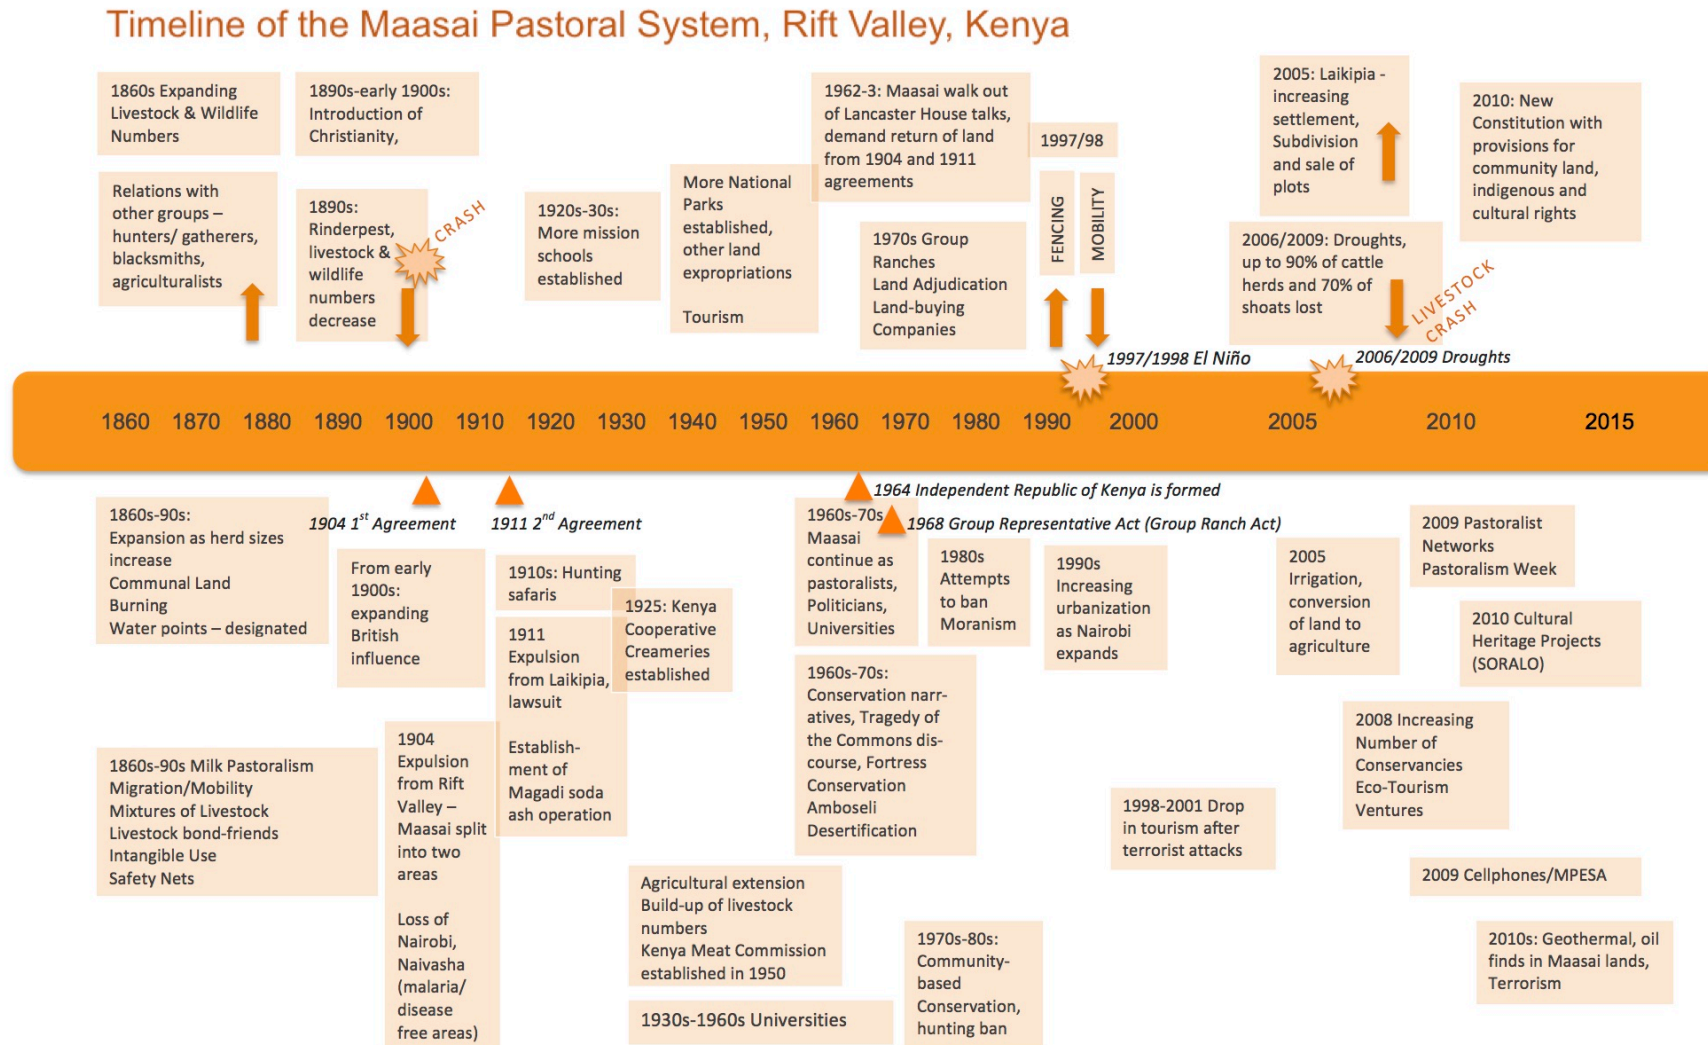 Timeline of the Maasai Pastoral System, Rift Valley, Kenya
1860s Expanding
Livestock & Wildlife
Numbers
Relations with
other groups –
hunters/ gatherers,
blacksmiths,
agriculturalists
1890s-early 1900s:
Introduction of
Christianity,
1890s:
Rinderpest,
livestock &
wildlife
numbers
decrease
CRASH
1920s-30s:
More mission
schools
established
More National
Parks
established,
other land
expropriations
Tourism
1962-3: Maasai walk out
of Lancaster House talks,
demand return of land
from 1904 and 1911
agreements
1970s Group
Ranches
Land Adjudication
Land-buying
Companies
1997/98
FENCING
MOBILITY
1997/1998 El Niño
2005: Laikipia -
increasing
settlement,
Subdivision
and sale of
plots
2006/2009: Droughts,
up to 90% of cattle
herds and 70% of
shoats lost
LIVESTOCK
CRASH
2006/2009 Droughts
2010: New
Constitution with
provisions for
community land,
indigenous and
cultural rights
1860 1870 1880 1890 1900 1910 1920 1930 1940 1950 1960 1970 1980 1990 2000 2005 2010 2015
1904 1st Agreement
1911 2nd Agreement
1964 Independent Republic of Kenya is formed
1968 Group Representative Act (Group Ranch Act)
1860s-90s:
Expansion as herd sizes
increase
Communal Land
Burning
Water points – designated
1860s-90s Milk Pastoralism
Migration/Mobility
Mixtures of Livestock
Livestock bond-friends
Intangible Use
Safety Nets
From early
1900s:
expanding
British
influence
1904
Expulsion
from Rift
Valley –
Maasai split
into two
areas
Loss of
Nairobi,
Naivasha
(malaria/
disease
free areas)
1910s: Hunting
safaris
1911
Expulsion
from Laikipia,
lawsuit
Establish-
ment of
Magadi soda
ash operation
1925: Kenya
Cooperative
Creameries
established
Agricultural extension
Build-up of livestock
numbers
Kenya Meat Commission
established in 1950
1930s-1960s Universities
1960s-70s
Maasai
continue as
pastoralists,
Politicians,
Universities
1960s-70s:
Conservation narr-
atives, Tragedy of
the Commons dis-
course, Fortress
Conservation
Amboseli
Desertification
1970s-80s:
Community-
based
Conservation,
hunting ban
1980s
Attempts
to ban
Moranism
1990s
Increasing
urbanization
as Nairobi
expands
1998-2001 Drop
in tourism after
terrorist attacks
2005
Irrigation,
conversion
of land to
agriculture
2008 Increasing
Number of
Conservancies
Eco-Tourism
Ventures
2009 Pastoralist
Networks
Pastoralism Week
2010 Cultural
Heritage Projects
(SORALO)
2009 Cellphones/MPESA
2010s: Geothermal, oil
finds in Maasai lands,
Terrorism